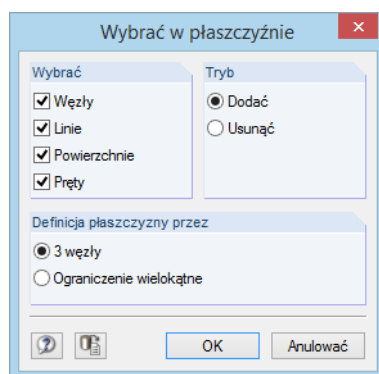 Wybrać w płaszczyźnie
Wybrać
Węzły
Linie
Powierzchnie
Pręty
Tryb
Dodać
Usunąć
Definicja płaszczyzny przez
3 węzły
Ograniczenie wielokątne
OK
Anulować